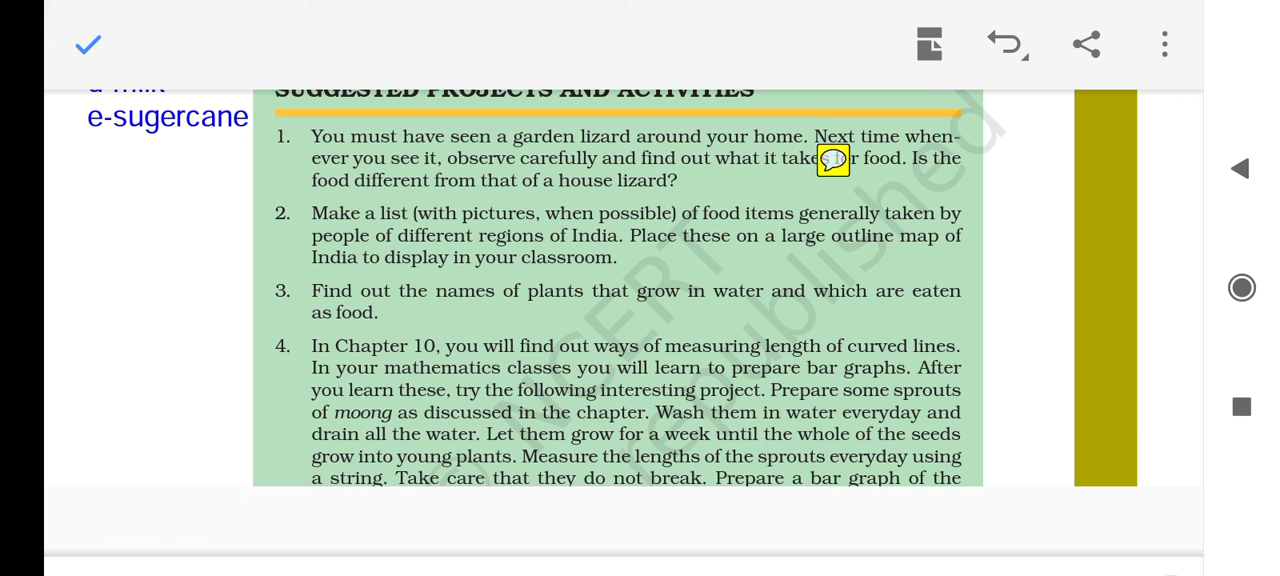 e-sugercane
SUGGESTED PROJECTS AND ACTIVITIES
1. You must have seen a garden lizard around your home. Next time when-
ever you see it, observe carefully and find out what it takes for food. Is the
food different from that of a house lizard?
2. Make a list (with pictures, when possible) of food items generally taken by
people of different regions of India. Place these on a large outline map of
India to display in your classroom.
3. Find out the names of plants that grow in water and which are eaten
as food.
4. In Chapter 10, you will find out ways of measuring length of curved lines.
In your mathematics classes you will learn to prepare bar graphs. After
you learn these, try the following interesting project. Prepare some sprouts
of moong as discussed in the chapter. Wash them in water everyday and
drain all the water. Let them grow for a week until the whole of the seeds
grow into young plants. Measure the lengths of the sprouts everyday using
a string. Take care that they do not break. Prepare a bar graph of the
© NCERT
republished